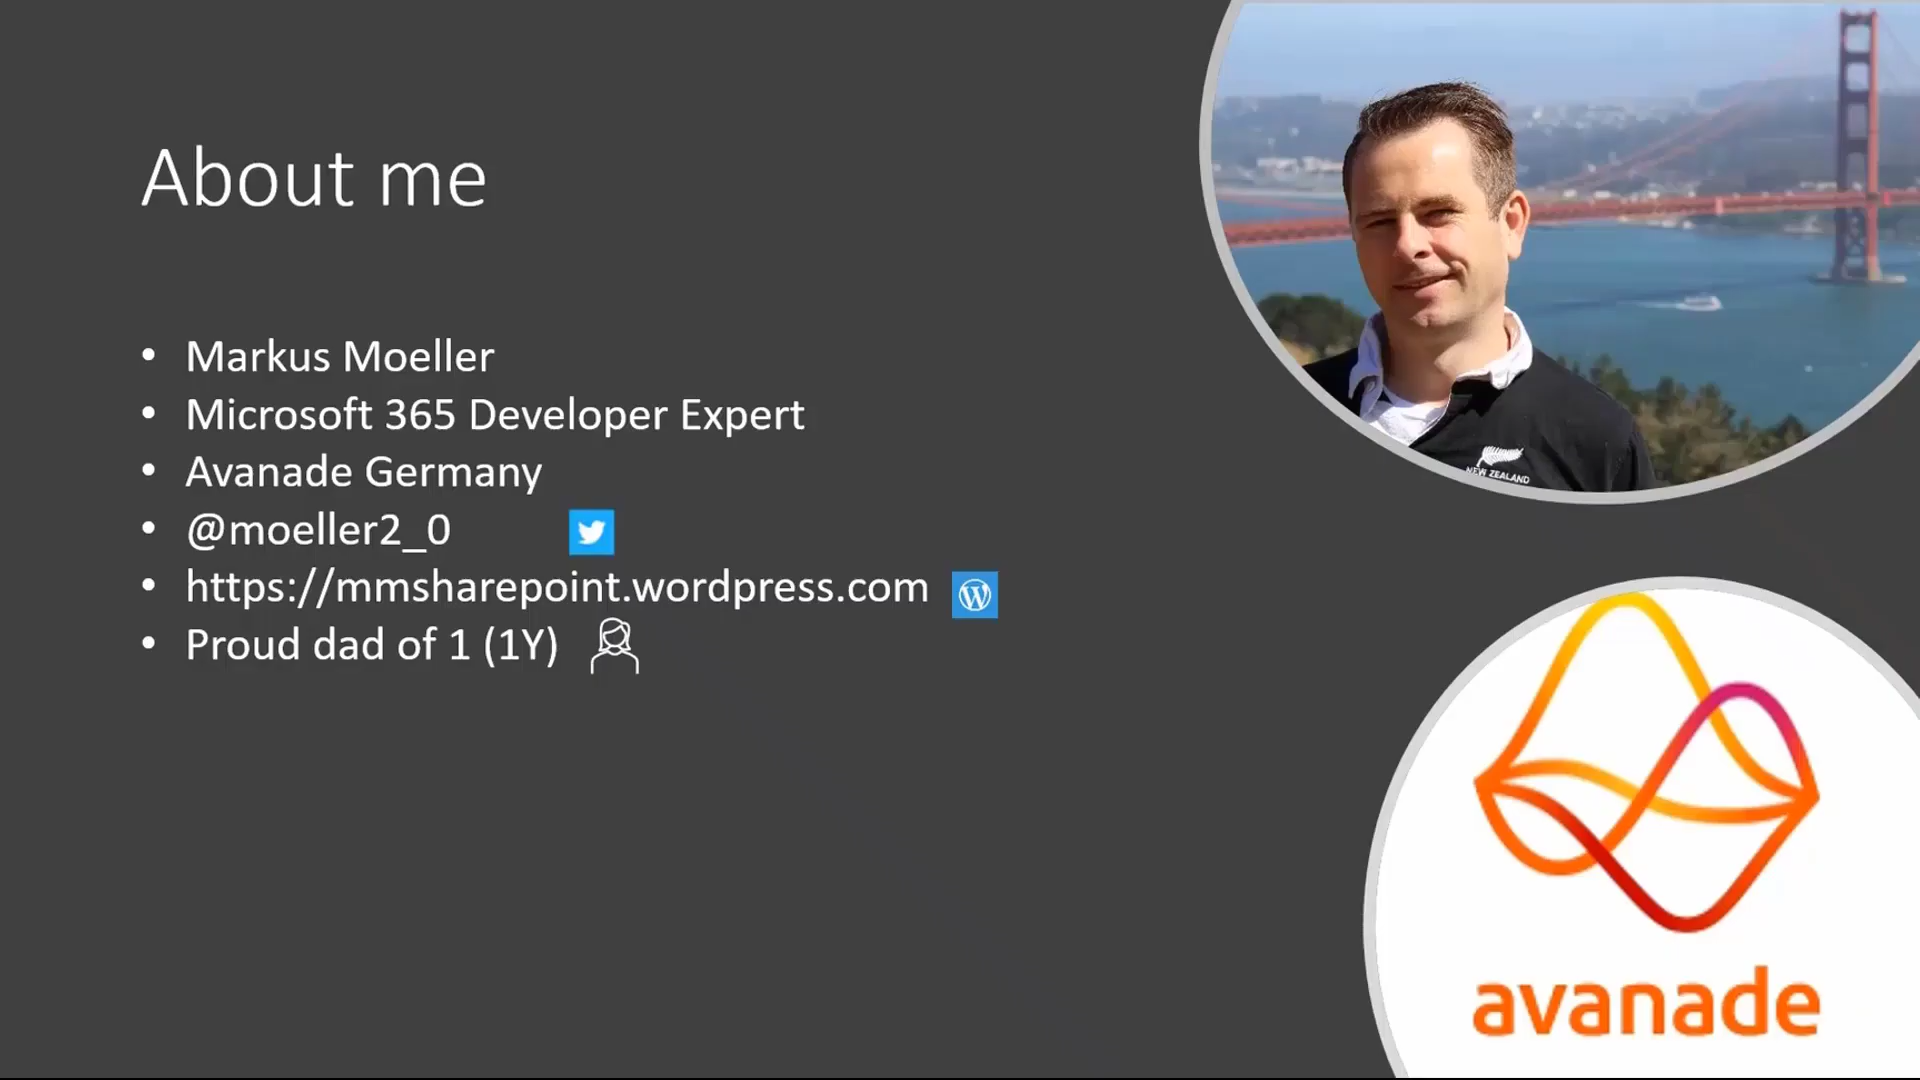 About me
• Markus Moeller
• Microsoft 365 Developer Expert
• Avanade Germany
• @moeller2_0
• https://mmsharepoint.wordpress.com
• Proud dad of 1 (1Y)
NEW ZEALAND
avanade